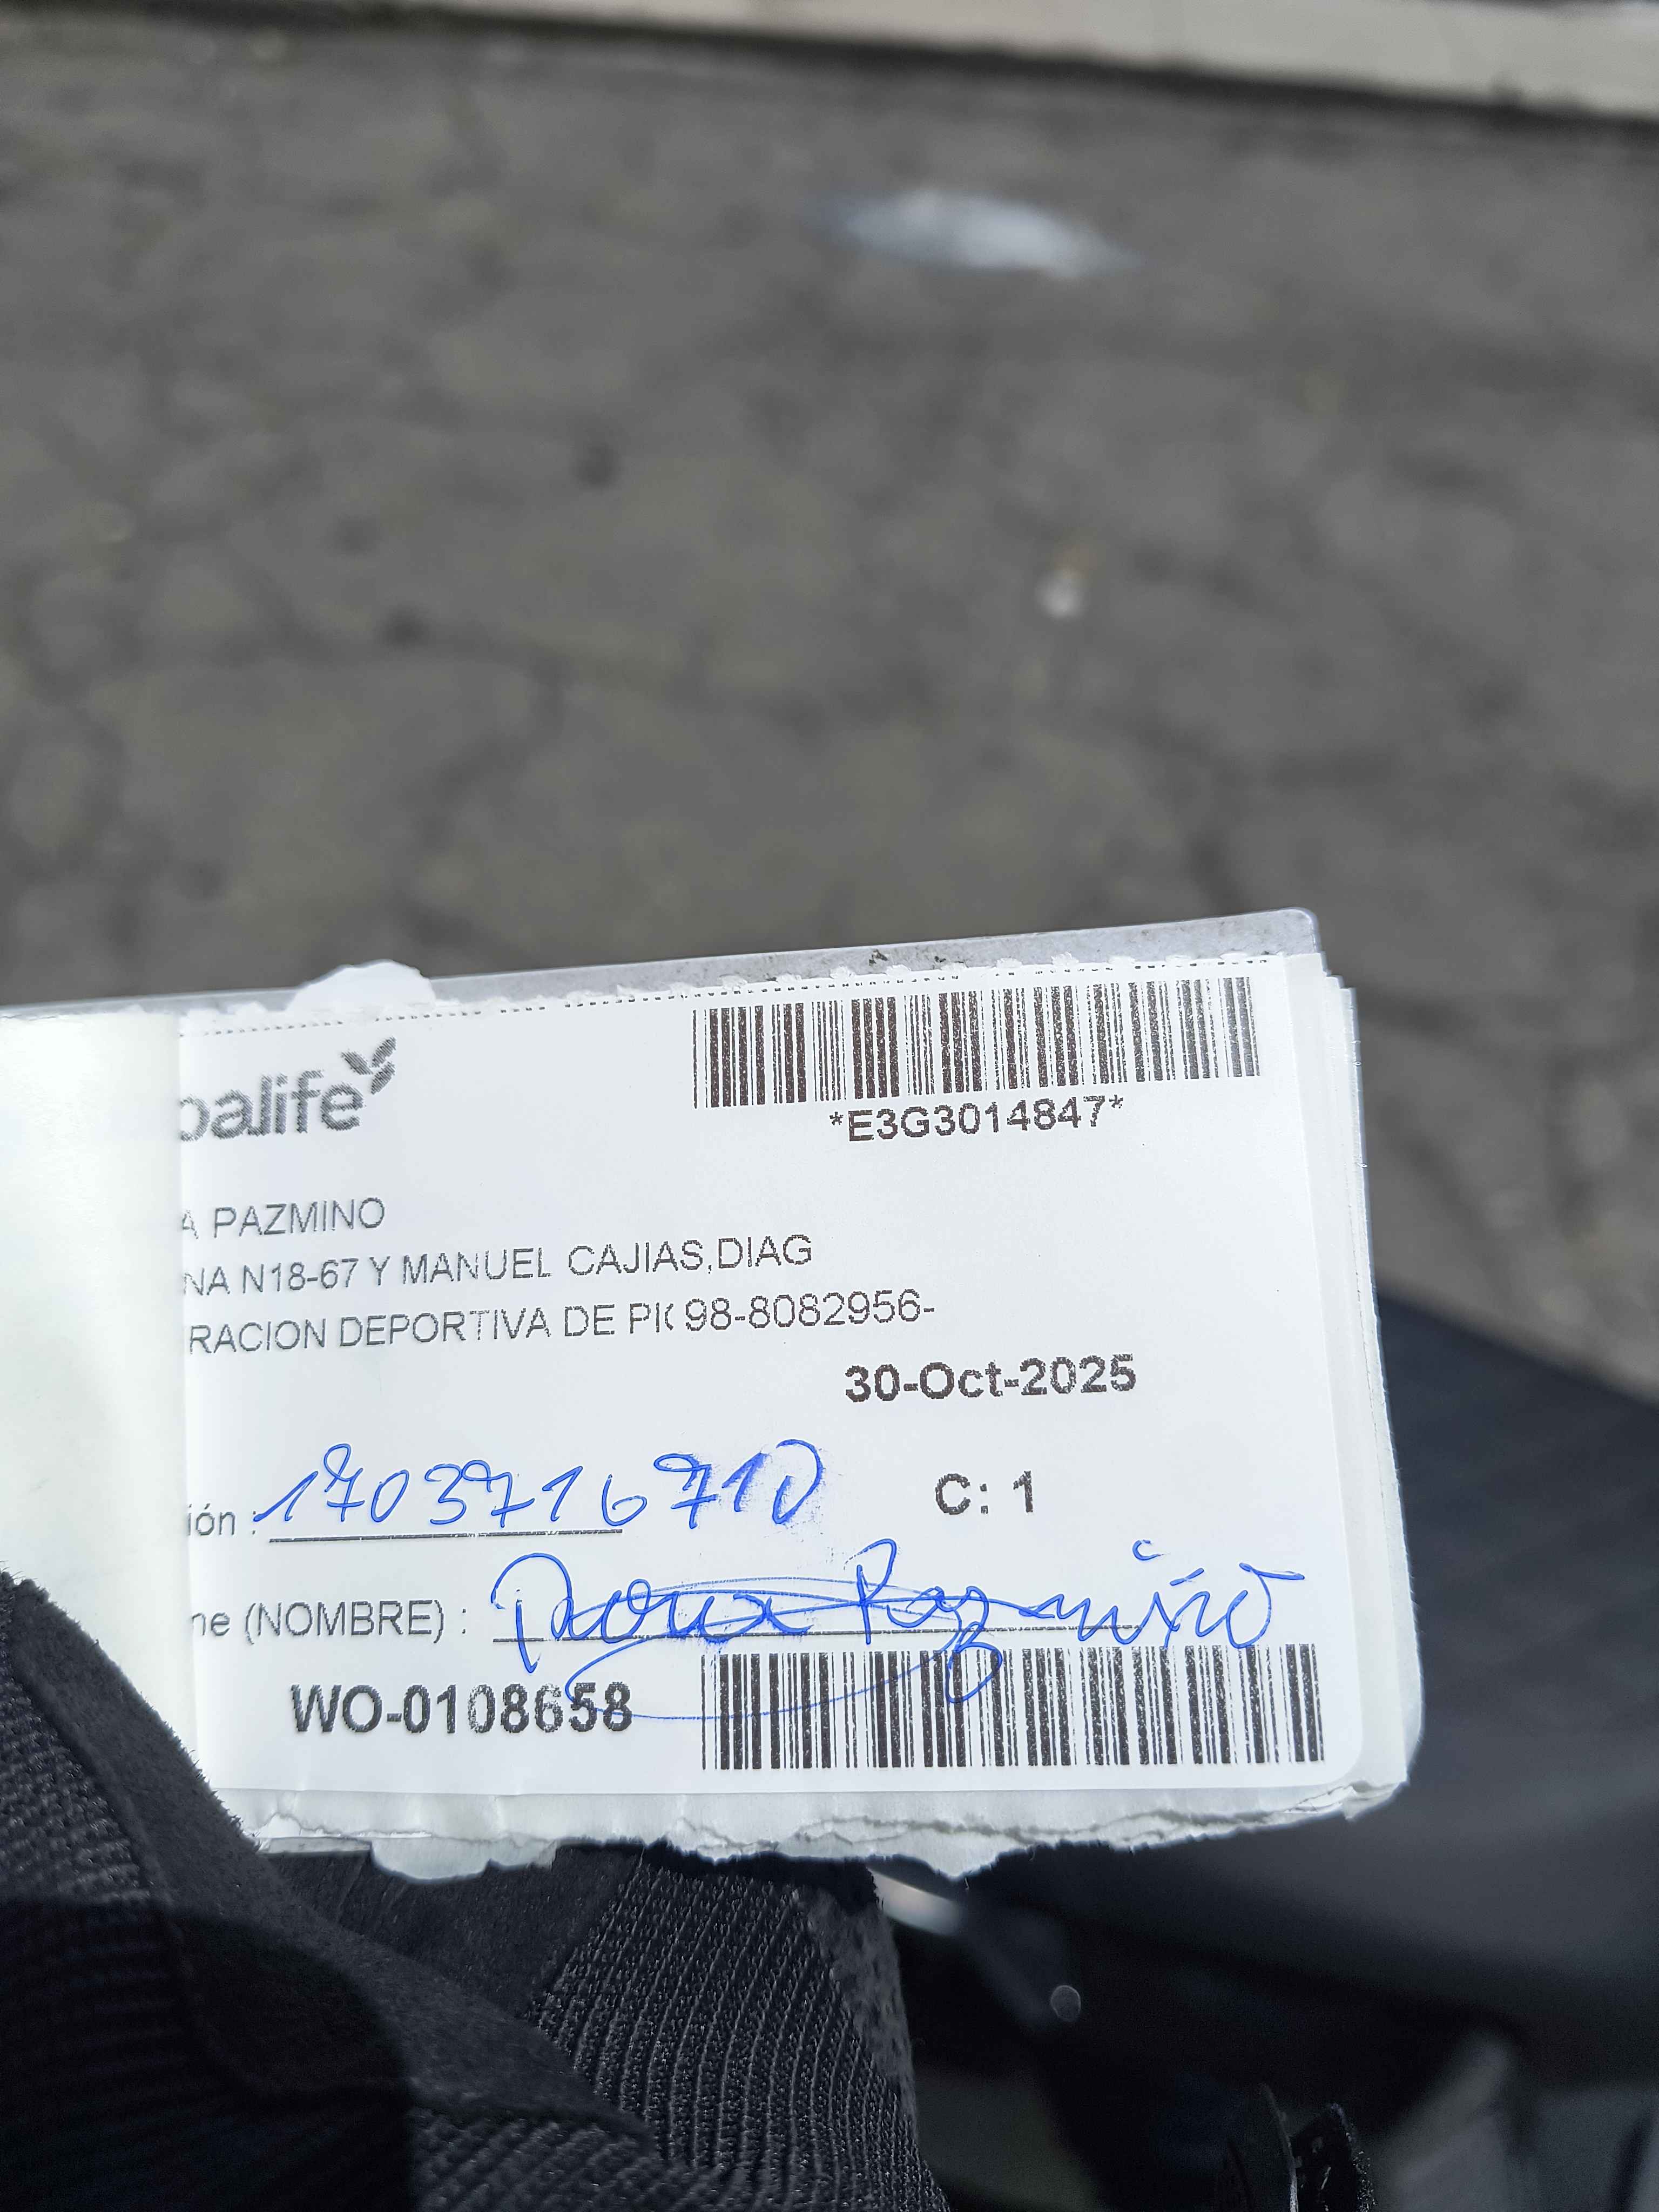 balife
*E3G3014847*
A PAZMINO
NA N18-67 Y MANUEL CAJIAS,DIAG
RACION DEPORTIVA DE PI 98-8082956-
30-Oct-2025
ión : 1703716710
C: 1
ne (NOMBRE) : Pazmiño
WO-0108658